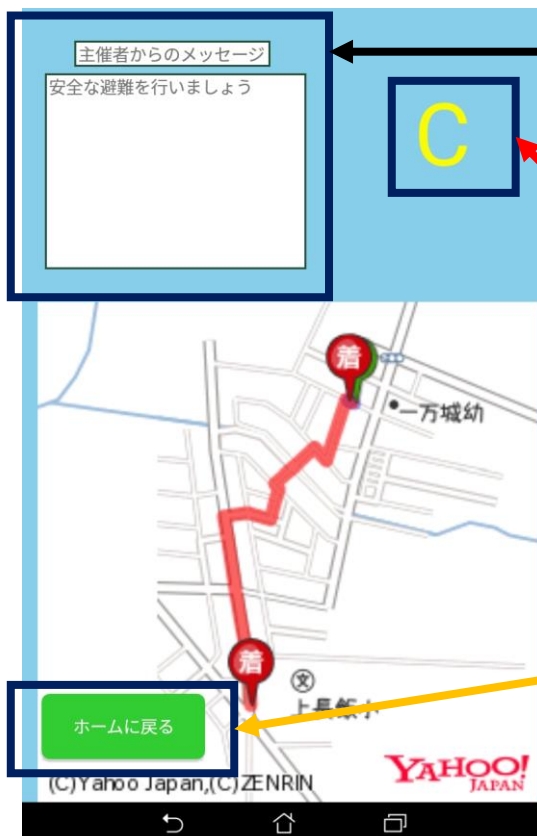 主催者からのメッセージ
安全な避難を行いましょう
C
着
一万城幼
着
文
上長飯小
ホームに戻る
YAHOO!
JAPAN
(C)Yahoo Japan,(C)ZENRIN